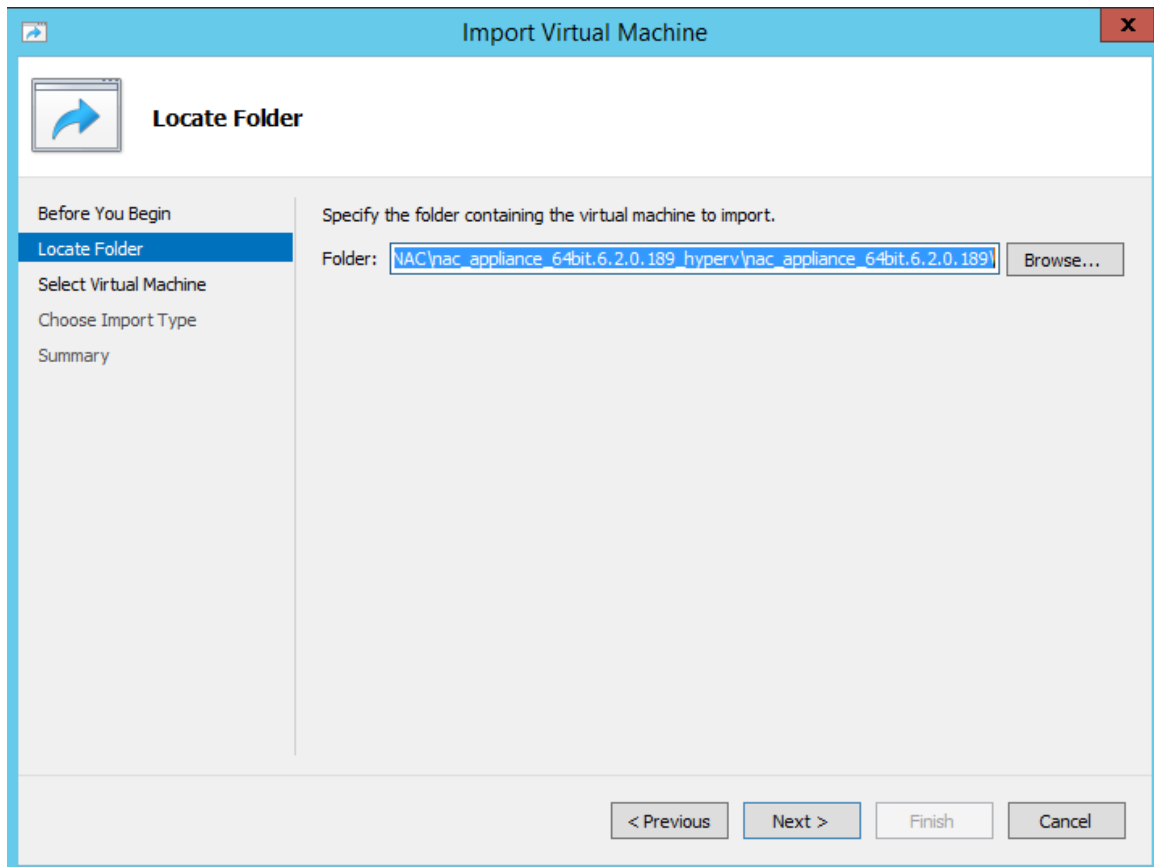 Import Virtual Machine
x
Locate Folder
Before You Begin
Locate Folder
Select Virtual Machine
Choose Import Type
Summary
Specify the folder containing the virtual machine to import.
Folder: NAC\nac_appliance_64bit.6.2.0.189_hyperv\nac_appliance_64bit.6.2.0.189\ Browse...
< Previous Next > Finish Cancel